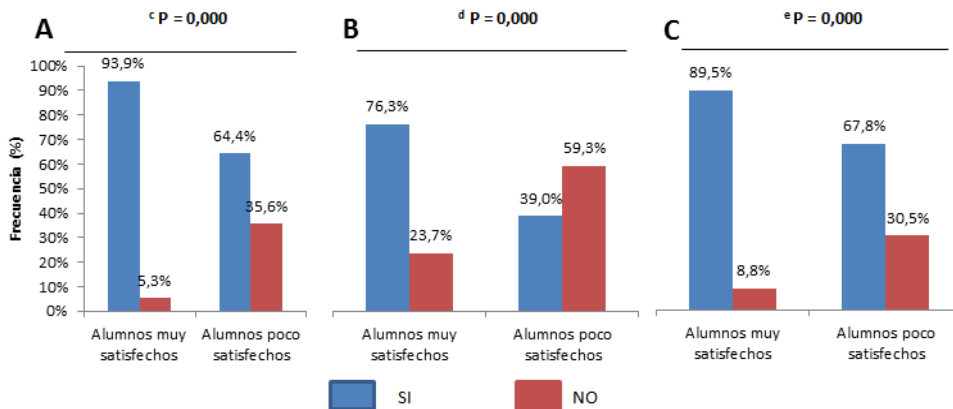 A
c P = 0,000
B
d P = 0,000
C
e P = 0,000
Frecuencia (%)
100%
90%
80%
70%
60%
50%
40%
30%
20%
10%
0%
93,9%
5,3%
64,4%
35,6%
Alumnos muy
satisfechos
Alumnos poco
satisfechos
76,3%
23,7%
39,0%
59,3%
Alumnos muy
satisfechos
Alumnos poco
satisfechos
89,5%
8,8%
67,8%
30,5%
Alumnos muy
satisfechos
Alumnos poco
satisfechos
SI
NO